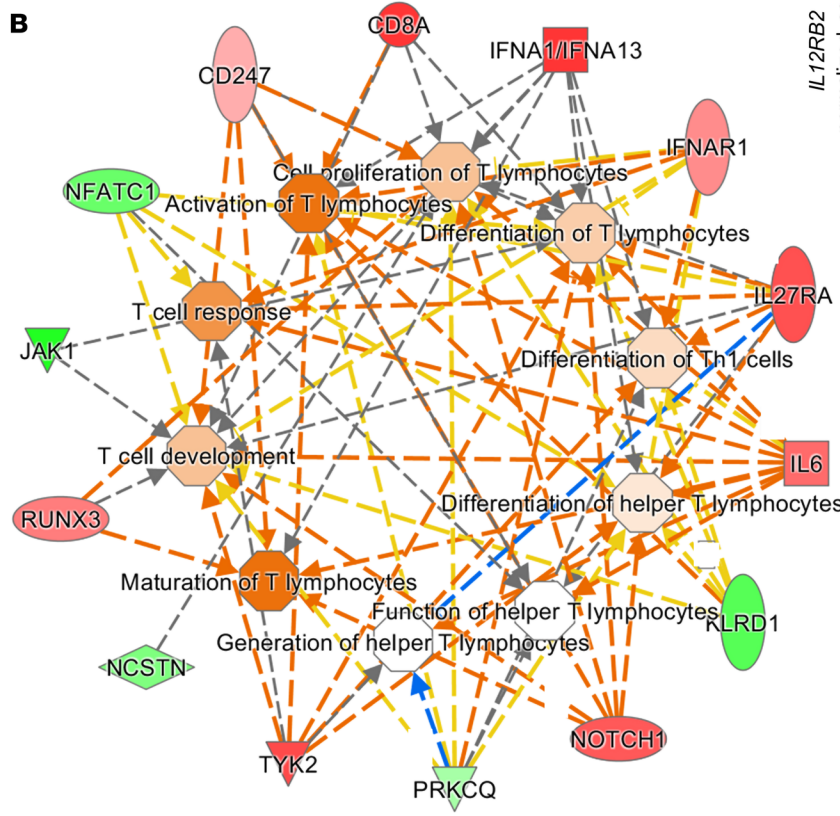 B
CD8A
IL12RB2
IFNA1/IFNA13
CD247
IFNAR1
Cell proliferation of T lymphocytes
NFATC1
Activation of T lymphocytes
Differentiation of T lymphocytes
IL27RA
T cell response
JAK1
Differentiation of Th1 cells
T cell development
IL6
Differentiation of helper T lymphocytes
RUNX3
Maturation of T lymphocytes
Function of helper T lymphocytes
KLRD1
Generation of helper T lymphocytes
NCSTN
NOTCH1
TYK2
PRKCQ